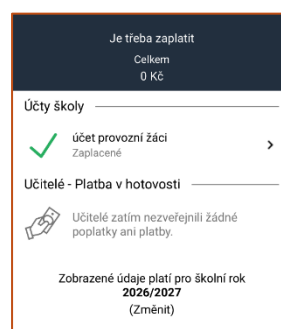 Je třeba zaplatit
Celkem
0 Kč
Účty školy
účet provozní žáci
Zaplacené
Učitelé - Platba v hotovosti
Učitelé zatím nezveřejnili žádné
poplatky ani platby.
Zobrazené údaje platí pro školní rok
2026/2027
(Změnit)